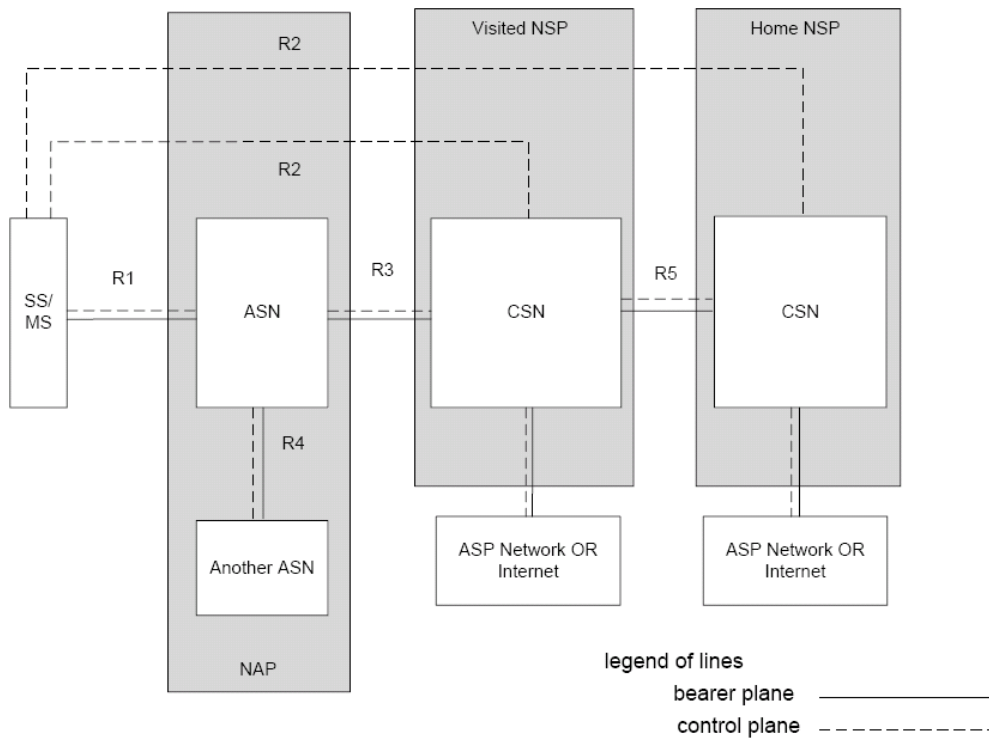 Visited NSP
Home NSP
R2
R2
R1
R3
R5
SS/
MS
ASN
CSN
CSN
R4
Another ASN
ASP Network OR
Internet
ASP Network OR
Internet
NAP
legend of lines
bearer plane
control plane